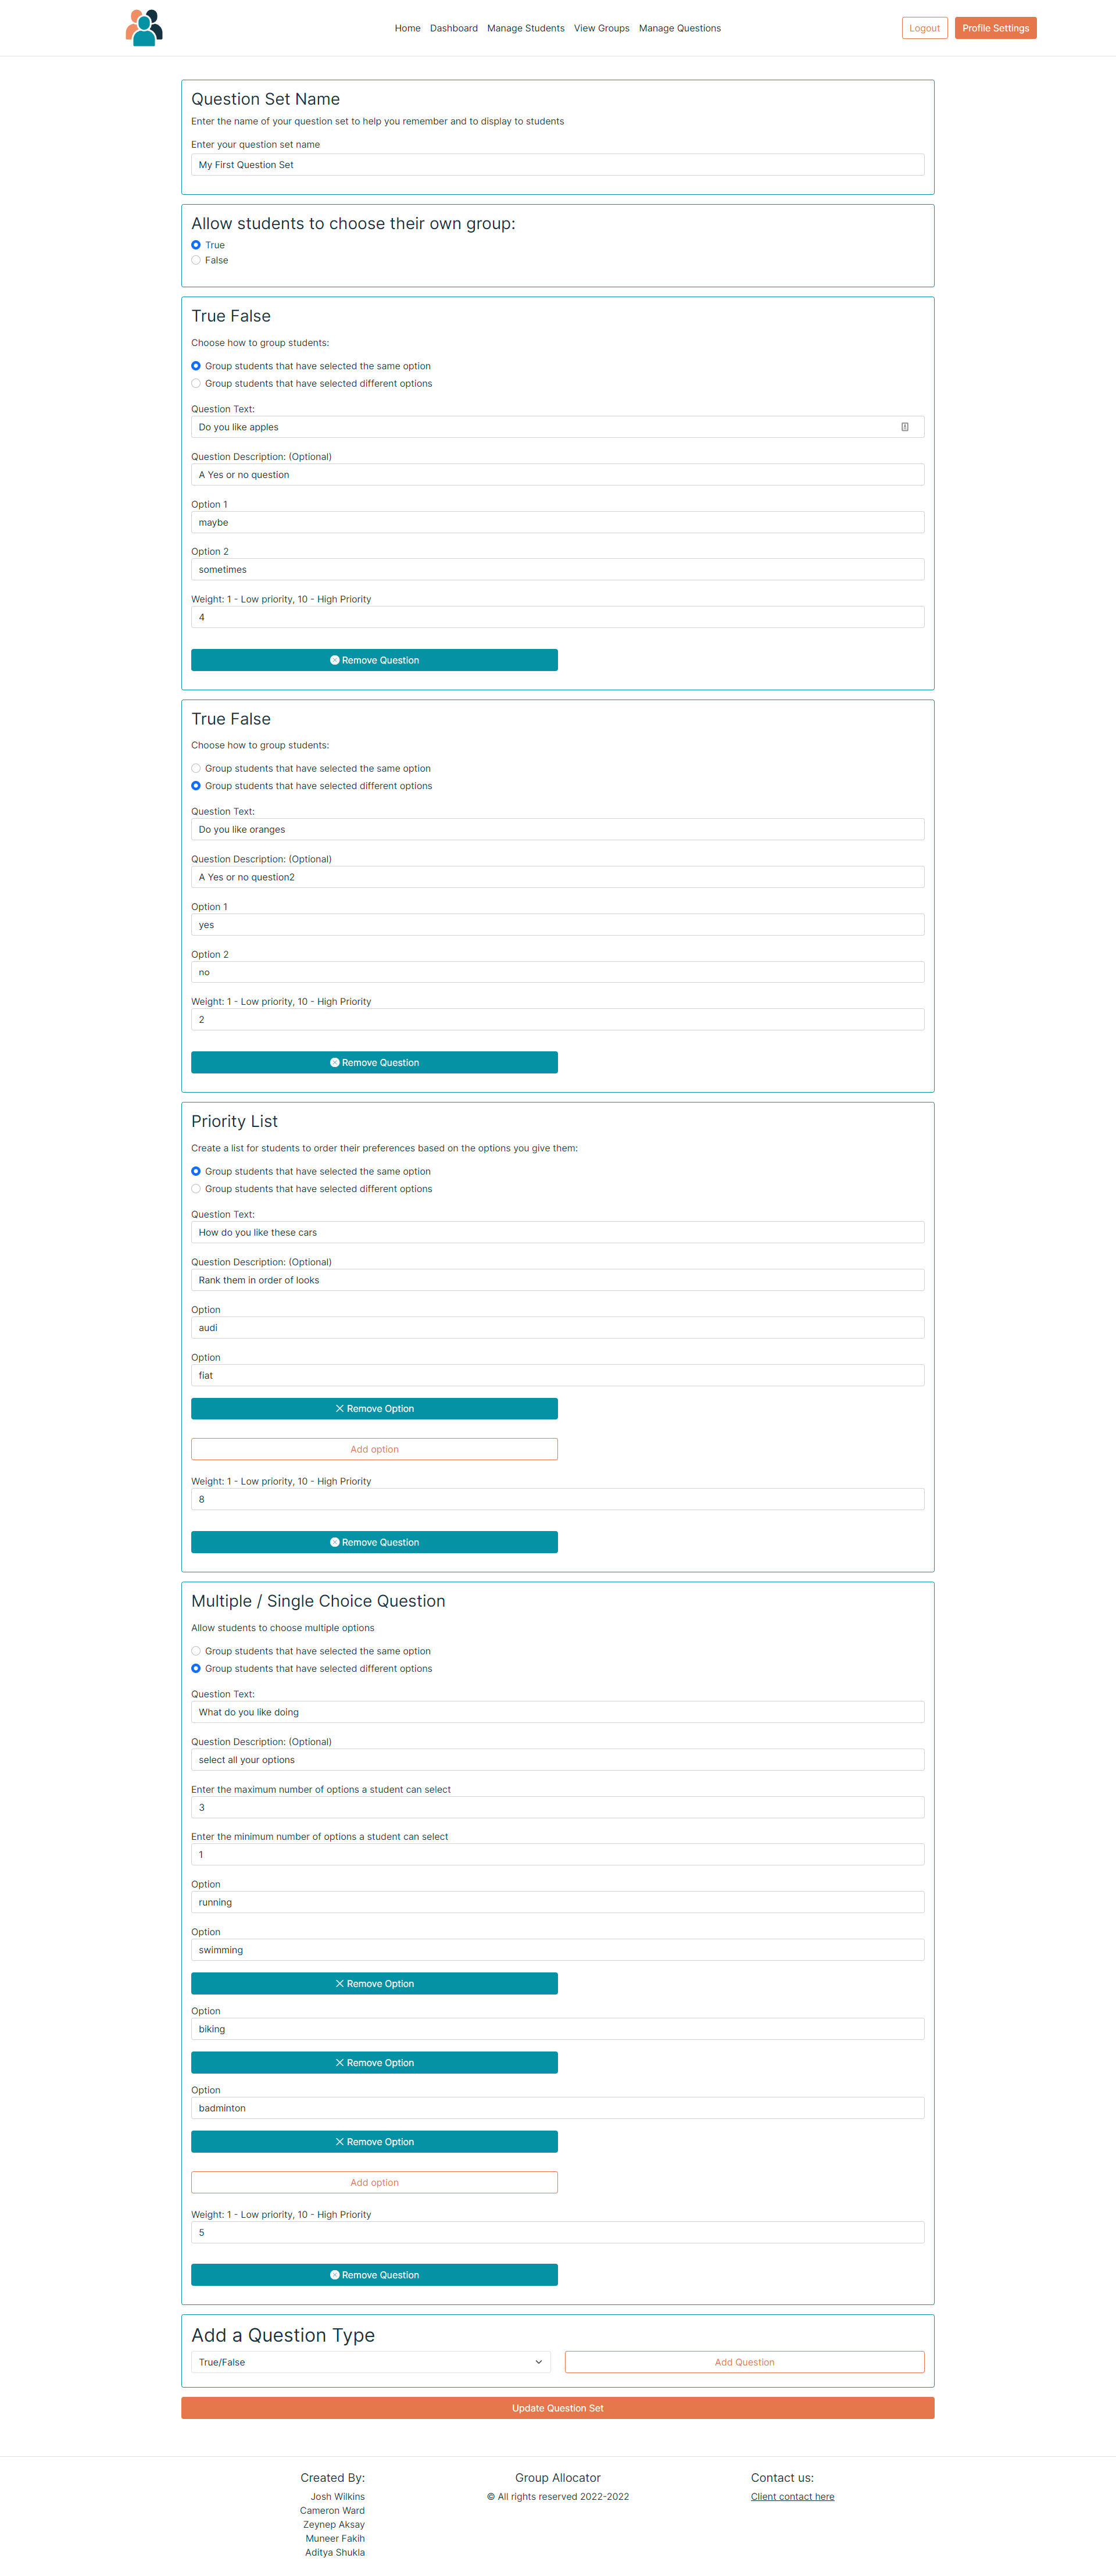 Home Dashboard Manage Students View Groups Manage Questions Logout Profile Settings
Question Set Name
Enter the name of your question set to help you remember and to display to students
Enter your question set name
My First Question Set
Allow students to choose their own group:
True
False
True False
Choose how to group students:
Group students that have selected the same option
Group students that have selected different options
Question Text:
Do you like apples
Question Description: (Optional)
A Yes or no question
Option 1
maybe
Option 2
sometimes
Weight: 1 - Low priority, 10 - High Priority
4
Remove Question
True False
Choose how to group students:
Group students that have selected the same option
Group students that have selected different options
Question Text:
Do you like oranges
Question Description: (Optional)
A Yes or no question2
Option 1
yes
Option 2
no
Weight: 1 - Low priority, 10 - High Priority
2
Remove Question
Priority List
Create a list for students to order their preferences based on the options you give them:
Group students that have selected the same option
Group students that have selected different options
Question Text:
How do you like these cars
Question Description: (Optional)
Rank them in order of looks
Option
audi
Option
fiat
Remove Option
Add option
Weight: 1 - Low priority, 10 - High Priority
8
Remove Question
Multiple / Single Choice Question
Allow students to choose multiple options
Group students that have selected the same option
Group students that have selected different options
Question Text:
What do you like doing
Question Description: (Optional)
select all your options
Enter the maximum number of options a student can select
3
Enter the minimum number of options a student can select
1
Option
running
Option
swimming
Remove Option
Option
biking
Remove Option
Option
badminton
Remove Option
Add option
Weight: 1 - Low priority, 10 - High Priority
5
Remove Question
Add a Question Type
True/False Add Question
Update Question Set
Created By:
Josh Wilkins
Cameron Ward
Zeynep Aksay
Muneer Fakih
Aditya Shukla
Group Allocator
© All rights reserved 2022-2022
Contact us:
Client contact here